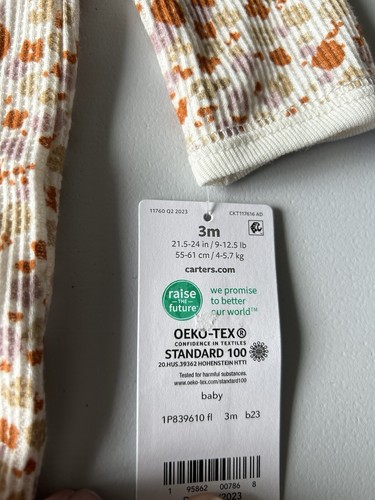 11760 Q2 2023 CKT117616 AD
3m
21.5-24 in / 9-12.5 lb
55-61 cm / 4-5.7 kg
carters.com
raise
THE
future
we promise
to better
our world™
OEKO-TEX®
CONFIDENCE IN TEXTILES
STANDARD 100
20.HUS.39362 HOHENSTEIN HTTI
Tested for harmful substances.
www.oeko-tex.com/standard100
baby
1P839610 fl 3m b23
1 95862 00786 8